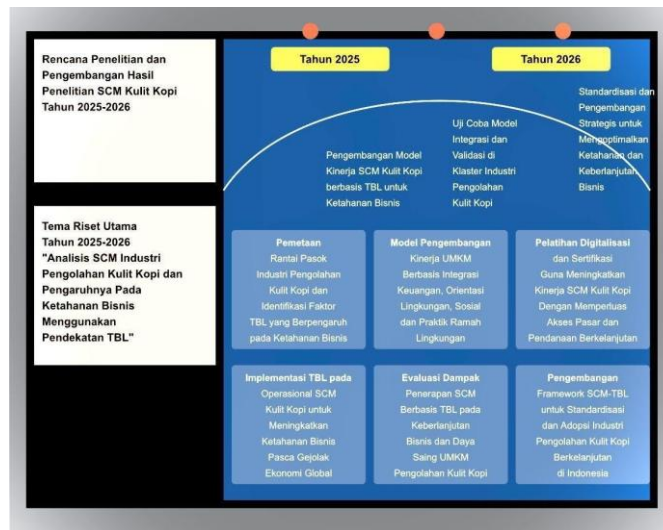 Rencana Penelitian dan
Pengembangan Hasil
Penelitian SCM Kulit Kopi
Tahun 2025-2026
Tahun 2025
Tahun 2026
Pengembangan Model
Kinerja SCM Kulit Kopi
berbasis TBL untuk
Ketahanan Bisnis
Uji Coba Model
Integrasi dan
Validasi di
Klaster Industri
Pengolahan
Kulit Kopi
Standardisasi dan
Pengembangan
Strategis untuk
Mengoptimalkan
Ketahanan dan
Keberlanjutan
Bisnis
Tema Riset Utama
Tahun 2025-2026
"Analisis SCM Industri
Pengolahan Kulit Kopi dan
Pengaruhnya Pada
Ketahanan Bisnis
Menggunakan
Pendekatan TBL"
Pemetaan
Rantai Pasok
Industri Pengolahan
Kulit Kopi dan
Identifikasi Faktor
TBL yang Berpengaruh
pada Ketahanan Bisnis
Model Pengembangan
Kinerja UMKM
Berbasis Integrasi
Keuangan, Orientasi
Lingkungan, Sosial
dan Praktik Ramah
Lingkungan
Pelatihan Digitalisasi
dan Sertifikasi
Guna Meningkatkan
Kinerja SCM Kulit Kopi
Dengan Memperluas
Akses Pasar dan
Pendanaan Berkelanjutan
Implementasi TBL pada
Operasional SCM
Kulit Kopi untuk
Meningkatkan
Ketahanan Bisnis
Pasca Gejolak
Ekonomi Global
Evaluasi Dampak
Penerapan SCM
Berbasis TBL pada
Keberlanjutan
Bisnis dan Daya
Saing UMKM
Pengolahan Kulit Kopi
Pengembangan
Framework SCM-TBL
untuk Standardisasi
dan Adopsi Industri
Pengolahan Kulit Kopi
Berkelanjutan
di Indonesia